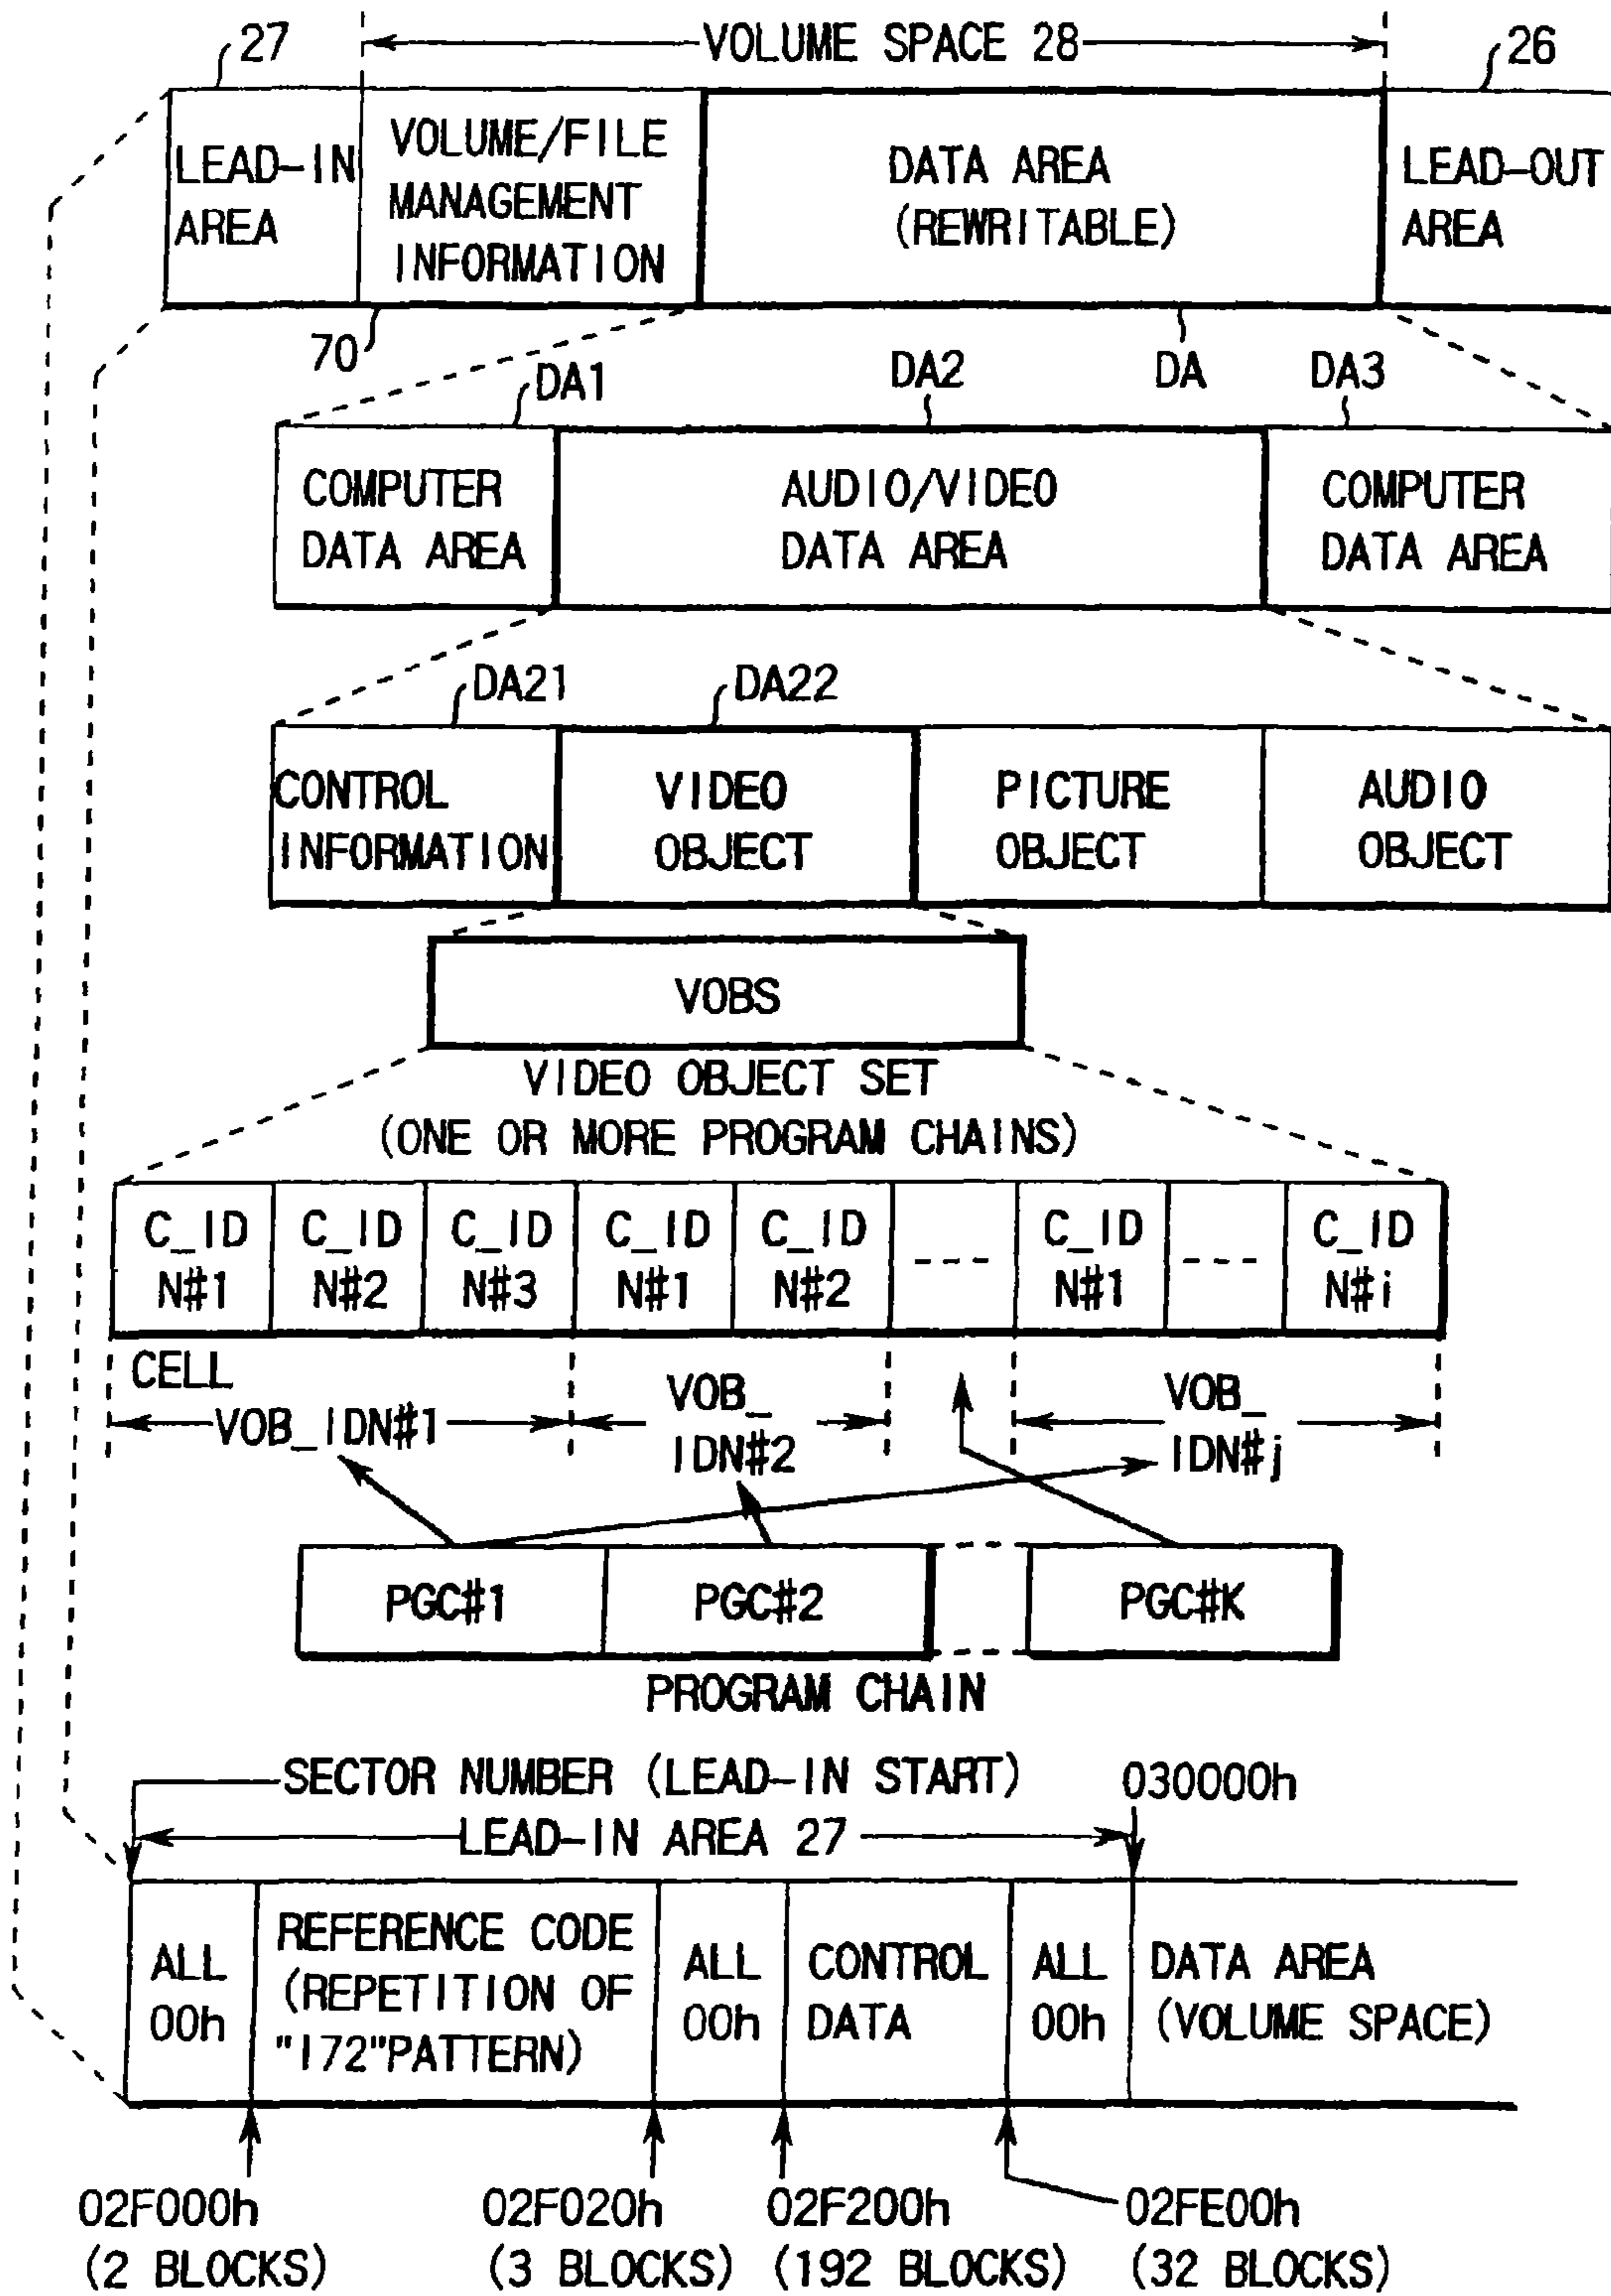 27
VOLUME SPACE 28
26
LEAD-IN
AREA
VOLUME/FILE
MANAGEMENT
INFORMATION
DATA AREA
(REWRITABLE)
LEAD-OUT
AREA
70
DA1
DA2
DA
DA3
COMPUTER
DATA AREA
AUDIO/VIDEO
DATA AREA
COMPUTER
DATA AREA
DA21
DA22
CONTROL
INFORMATION
VIDEO
OBJECT
PICTURE
OBJECT
AUDIO
OBJECT
VOBS
VIDEO OBJECT SET
(ONE OR MORE PROGRAM CHAINS)
C_ID
N#1
C_ID
N#2
C_ID
N#3
C_ID
N#1
C_ID
N#2
----
C_ID
N#1
----
C_ID
N#i
CELL
VOB_IDN#1
VOB_
IDN#2
VOB_
IDN#j
PGC#1
PGC#2
PGC#K
PROGRAM CHAIN
SECTOR NUMBER (LEAD-IN START)
030000h
LEAD-IN AREA 27
ALL
00h
REFERENCE CODE
(REPETITION OF
"172"PATTERN)
ALL
00h
CONTROL
DATA
ALL
00h
DATA AREA
(VOLUME SPACE)
02F000h
(2 BLOCKS)
02F020h
(3 BLOCKS)
02F200h
(192 BLOCKS)
02FE00h
(32 BLOCKS)